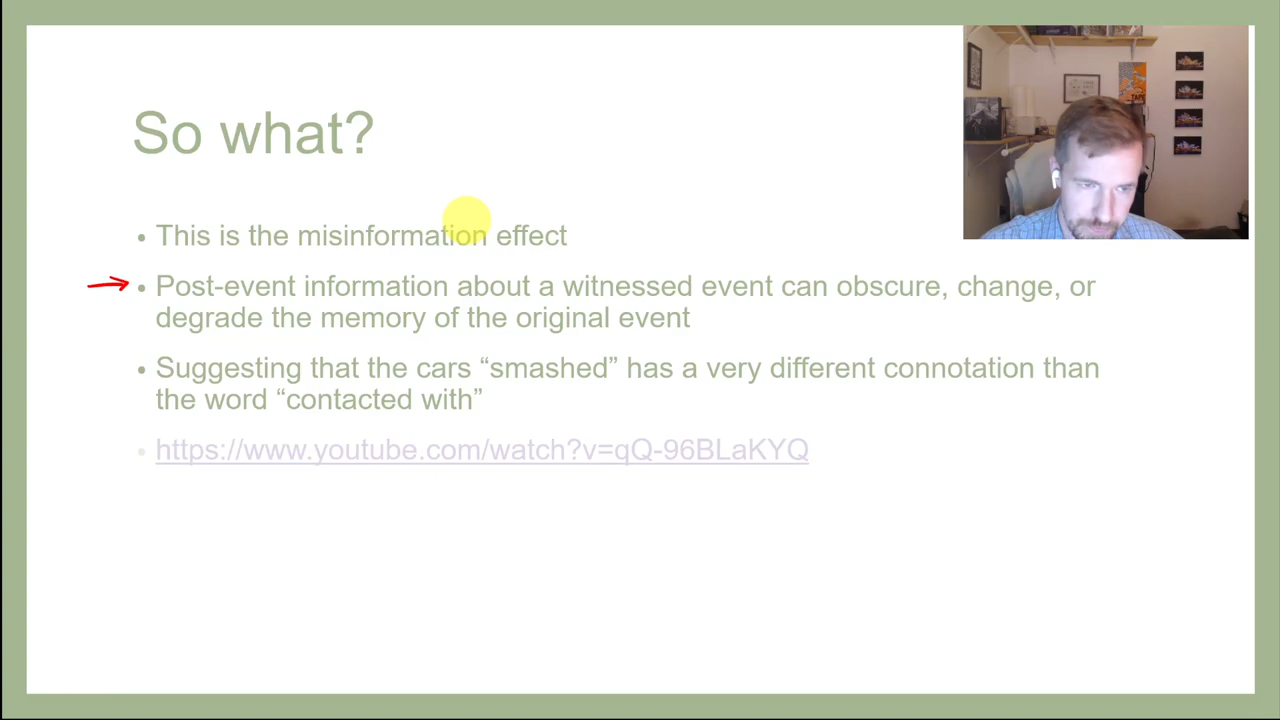 So what?
• This is the misinformation effect
• Post-event information about a witnessed event can obscure, change, or
degrade the memory of the original event
• Suggesting that the cars “smashed” has a very different connotation than
the word “contacted with”
• https://www.youtube.com/watch?v=qQ-96BLaKYQ